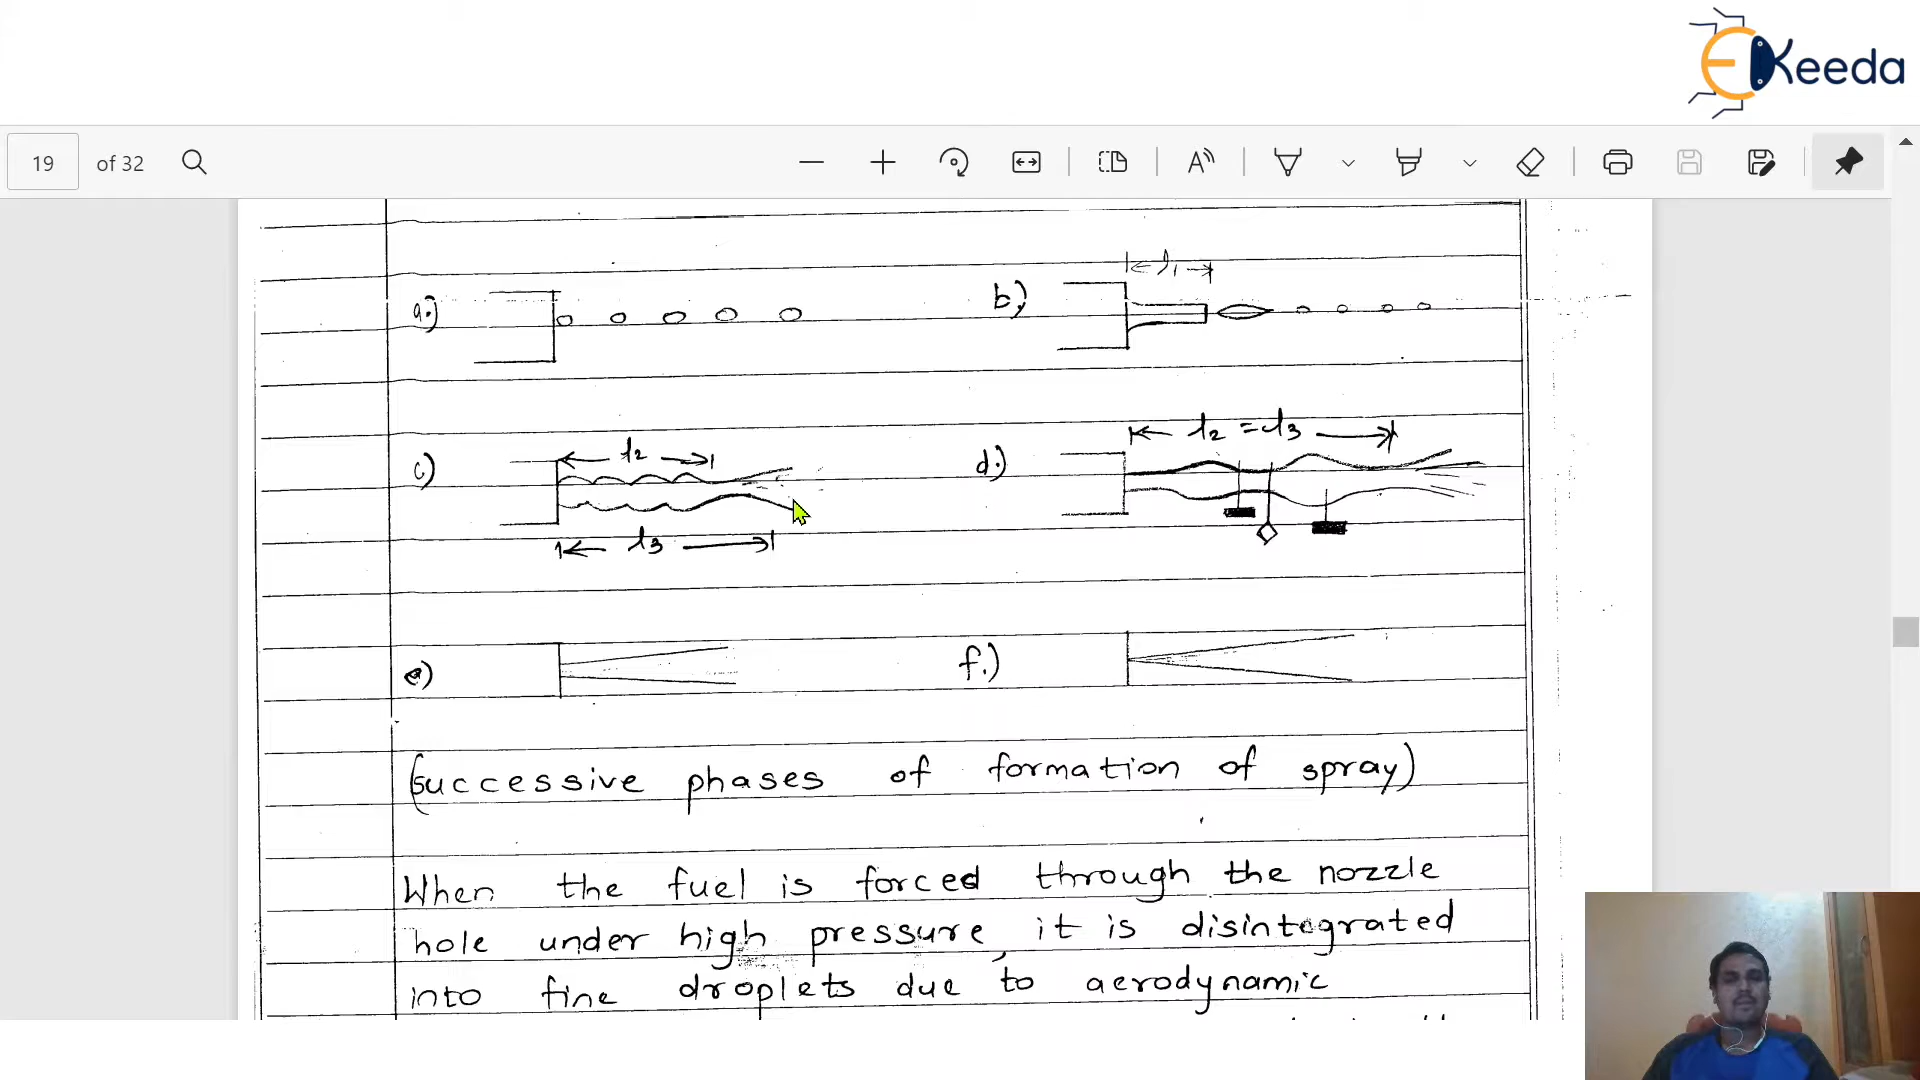 EKeeda
19 of 32
a.)
b)
l1
c)
l2
l3
d.)
l2 = l3
e)
f.)
(successive phases of formation of spray)
When the fuel is forced through the nozzle
hole under high pressure, it is disintegrated
into fine droplets due to aerodynamic